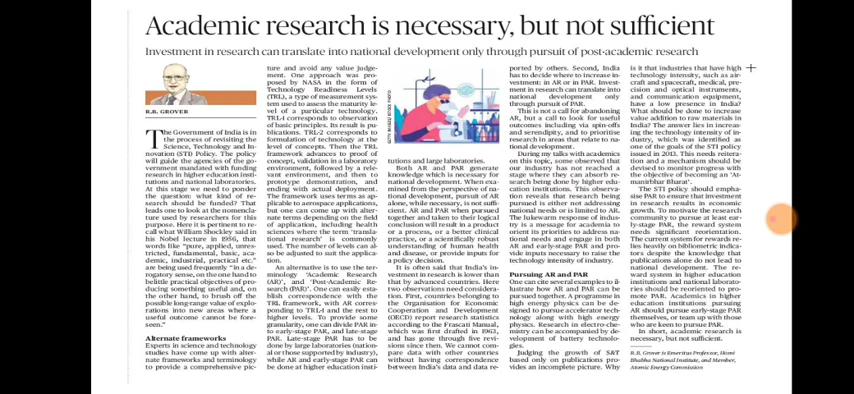 Academic research is necessary, but not sufficient
Investment in research can translate into national development only through pursuit of post-academic research
R.B. GROVER
The Government of India is in
the process of revisiting the
Science, Technology and In-
novation (STI) Policy. The policy
will guide the agencies of the go-
vernment mandated with funding
research in higher education insti-
tutions and national laboratories.
At this stage we need to ponder
the question: what kind of re-
search should be funded? That
leads one to look at the nomencla-
ture used by researchers for this
purpose. Here it is pertinent to re-
call what William Shockley said in
his Nobel lecture in 1956, that
words like "pure, applied, unres-
tricted, fundamental, basic, aca-
demic, industrial, practical etc."
are being used frequently "in a de-
rogatory sense, on the one hand to
belittle practical objectives of pro-
ducing something useful and, on
the other hand, to brush off the
possible long-range value of explo-
rations into new areas where a
useful outcome cannot be fore-
seen."
Alternate frameworks
Experts in science and technology
studies have come up with alter-
nate frameworks and terminology
to provide a comprehensive pic-
ture and avoid any value judge-
ment. One approach was pro-
posed by NASA in the form of
Technology Readiness Levels
(TRL), a type of measurement sys-
tem used to assess the maturity le-
vel of a particular technology.
TRL-1 corresponds to observation
of basic principles. Its result is pu-
blications. TRL-2 corresponds to
formulation of technology at the
level of concepts. Then the TRL
framework advances to proof of
concept, validation in a laboratory
environment, followed by a rele-
vant environment, and then to
prototype demonstration, and
ending with actual deployment.
The framework uses terms as ap-
plicable to aerospace applications,
but one can come up with alter-
nate terms depending on the field
of application, including health
sciences where the term 'transla-
tional research' is commonly
used. The number of levels can al-
so be adjusted to suit the applica-
tion.
An alternative is to use the ter-
minology 'Academic Research
(AR)', and 'Post-Academic Re-
search (PAR)'. One can easily esta-
blish correspondence with the
TRL framework, with AR corres-
ponding to TRL-1 and the rest to
higher levels. To provide some
granularity, one can divide PAR in-
to early-stage PAR, and late-stage
PAR. Late-stage PAR has to be
done by large laboratories (nation-
al or those supported by industry),
while AR and early-stage PAR can
be done at higher education insti-
GETTY IMAGES/ISTOCK PHOTO
tutions and large laboratories.
Both AR and PAR generate
knowledge which is necessary for
national development. When exa-
mined from the perspective of na-
tional development, pursuit of AR
alone, while necessary, is not suffi-
cient. AR and PAR when pursued
together and taken to their logical
conclusion will result in a product
or a process, or a better clinical
practice, or a scientifically robust
understanding of human health
and disease, or provide inputs for
a policy decision.
It is often said that India's in-
vestment in research is lower than
that by advanced countries. Here
two observations need considera-
tion. First, countries belonging to
the Organisation for Economic
Cooperation and Development
(OECD) report research statistics
according to the Frascati Manual,
which was first drafted in 1963,
and has gone through five revi-
sions since then. We cannot com-
pare data with other countries
without having correspondence
between India's data and data re-
ported by others. Second, India
has to decide where to increase in-
vestment: in AR or in PAR. Invest-
ment in research can translate into
national development only
through pursuit of PAR.
This is not a call for abandoning
AR, but a call to look for useful
outcomes including via spin-offs
and serendipity, and to prioritise
research in areas that relate to na-
tional development.
During my talks with academics
on this topic, some observed that
our industry has not reached a
stage where they can absorb re-
search being done by higher edu-
cation institutions. This observa-
tion reveals that research being
pursued is either not addressing
national needs or is limited to AR.
The lukewarm response of indus-
try is a message for academia to
orient its priorities to address na-
tional needs and engage in both
AR and early-stage PAR and pro-
vide inputs necessary to raise the
technology intensity of industry.
Pursuing AR and PAR
One can cite several examples to il-
lustrate how AR and PAR can be
pursued together. A programme in
high energy physics can be de-
signed to pursue accelerator tech-
nology along with high energy
physics. Research in electro-che-
mistry can be accompanied by de-
velopment of battery technolo-
gies.
Judging the growth of S&T
based only on publications pro-
vides an incomplete picture. Why
is it that industries that have high
technology intensity, such as air-
craft and spacecraft, medical, pre-
cision and optical instruments,
and communication equipment,
have a low presence in India?
What should be done to increase
value addition to raw materials in
India? The answer lies in increas-
ing the technology intensity of in-
dustry, which was identified as
one of the goals of the STI policy
issued in 2013. This needs reitera-
tion and a mechanism should be
devised to monitor progress with
the objective of becoming an 'At-
manirbhar Bharat'.
The STI policy should empha-
sise PAR to ensure that investment
in research results in economic
growth. To motivate the research
community to pursue at least ear-
ly-stage PAR, the reward system
needs significant reorientation.
The current system for rewards re-
lies heavily on bibliometric indica-
tors despite the knowledge that
publications alone do not lead to
national development. The re-
ward system in higher education
institutions and national laborato-
ries should be reoriented to pro-
mote PAR. Academics in higher
education institutions pursuing
AR should pursue early-stage PAR
themselves, or team up with those
who are keen to pursue PAR.
In short, academic research is
necessary, but not sufficient.
R.B. Grover is Emeritus Professor, Homi
Bhabha National Institute, and Member,
Atomic Energy Commission